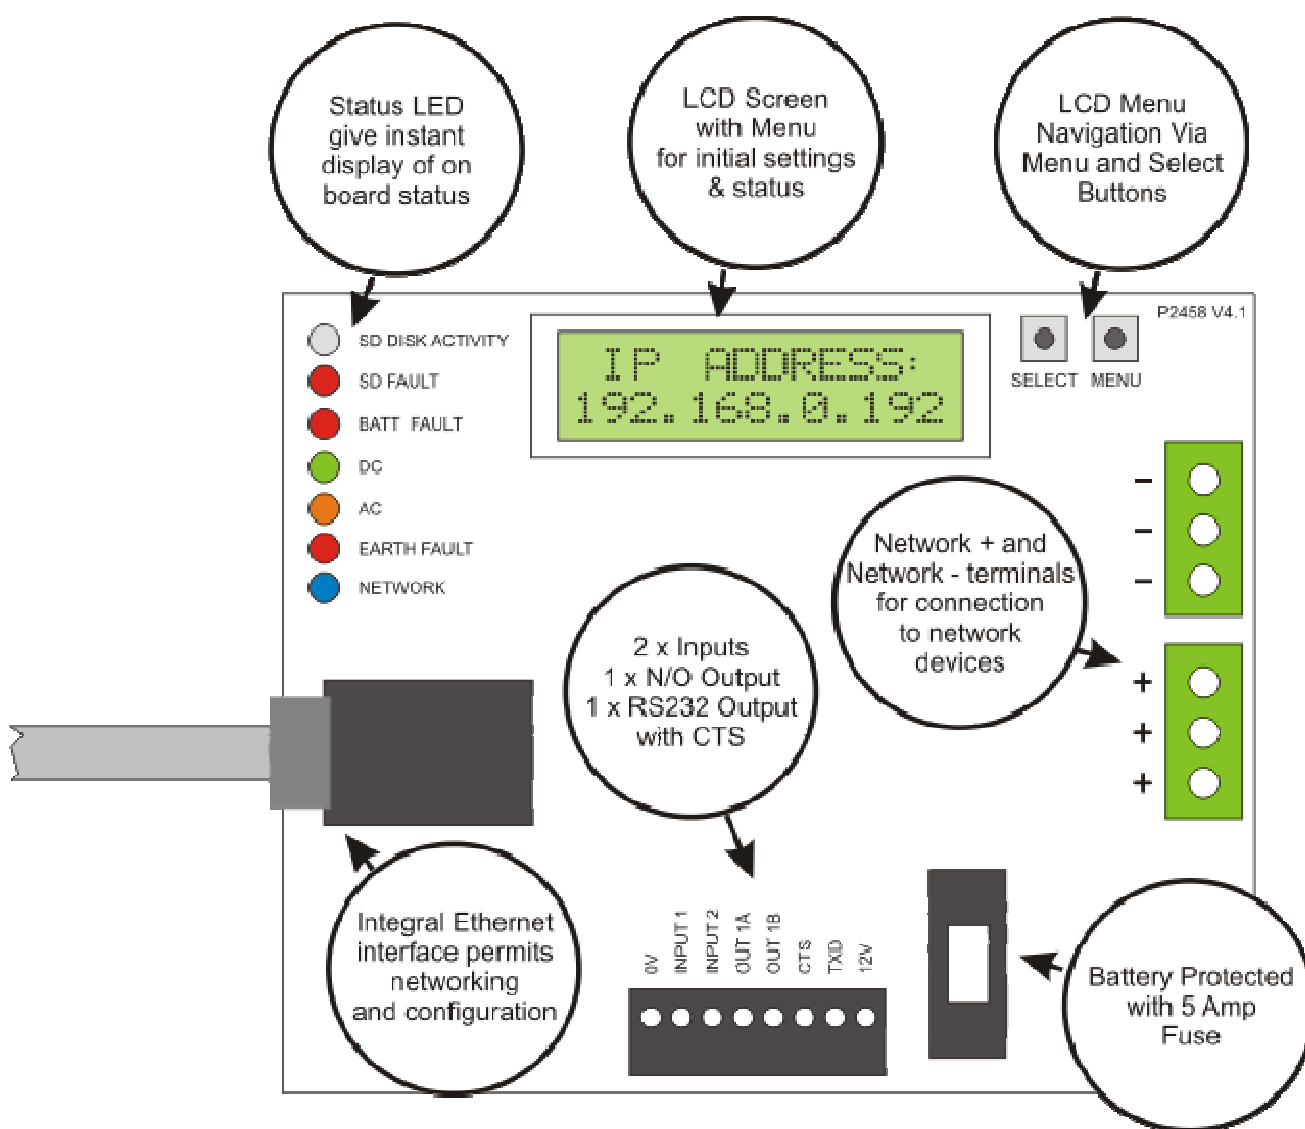 Status LED
give instant
display of on
board status
LCD Screen
with Menu
for initial settings
& status
LCD Menu
Navigation Via
Menu and Select
Buttons
P2458 V4.1
SD DISK ACTIVITY
SD FAULT
BATT FAULT
DC
AC
EARTH FAULT
NETWORK
IP ADDRESS:
192.168.0.192
SELECT MENU
-
-
-
Network + and
Network - terminals
for connection
to network
devices
+
+
+
2 x Inputs
1 x N/O Output
1 x RS232 Output
with CTS
Integral Ethernet
interface permits
networking
and configuration
0V
INPUT 1
INPUT 2
OUT 1A
OUT 1B
CTS
TXD
12V
Battery Protected
with 5 Amp
Fuse